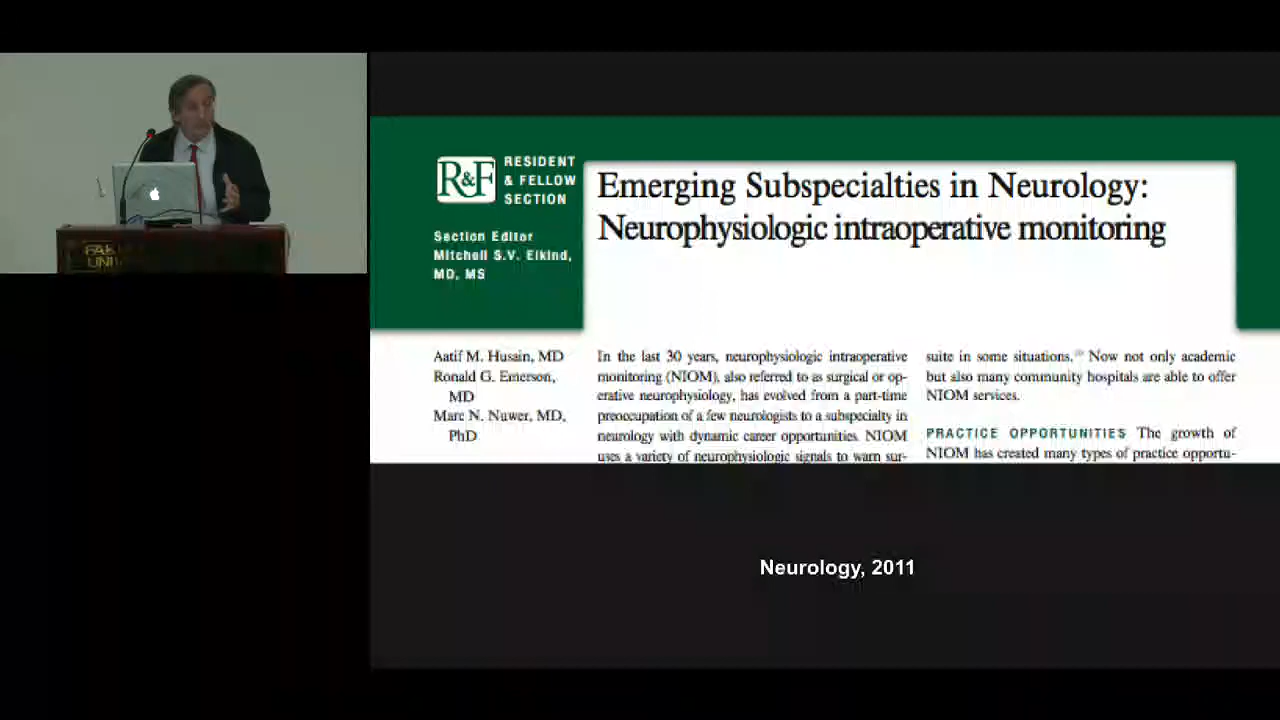 R&F
RESIDENT
& FELLOW
SECTION
Section Editor
Mitchell S.V. Elkind,
MD, MS
Emerging Subspecialties in Neurology:
Neurophysiologic intraoperative monitoring
Aatif M. Husain, MD
Ronald G. Emerson,
MD
Marc N. Nuwer, MD,
PhD
In the last 30 years, neurophysiologic intraoperative
monitoring (NIOM), also referred to as surgical or op-
erative neurophysiology, has evolved from a part-time
preoccupation of a few neurologists to a subspecialty in
neurology with dynamic career opportunities. NIOM
uses a variety of neurophysiologic signals to warn sur-
suite in some situations. Now not only academic
but also many community hospitals are able to offer
NIOM services.
PRACTICE OPPORTUNITIES The growth of
NIOM has created many types of practice opportu-
Neurology, 2011